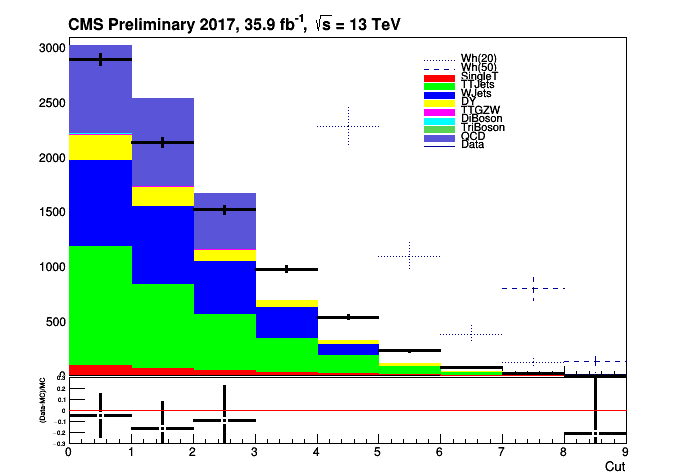 CMS Preliminary 2017, 35.9 fb⁻¹, √s = 13 TeV
3000
2500
2000
1500
1000
500
0
Wh(20)
Wh(50)
SingleT
TTJets
WJets
DY
TTGZW
DiBoson
TriBoson
QCD
Data
(Data-MC)/MC
0.3
0.2
0.1
0
−0.1
−0.2
−0.3
0 1 2 3 4 5 6 7 8 9
Cut